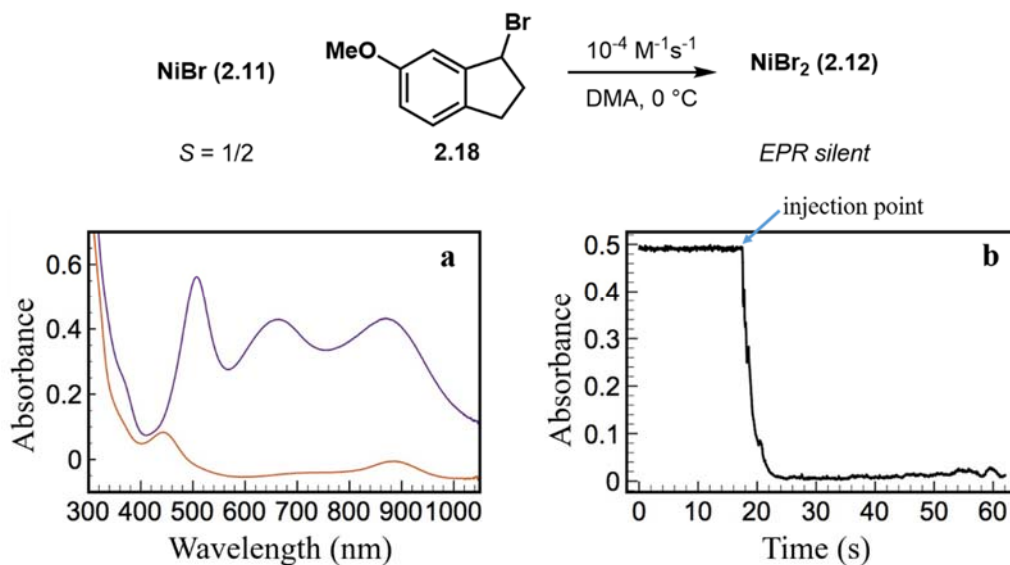 Br
MeO
NiBr (2.11)
10⁻⁴ M⁻¹s⁻¹
NiBr₂ (2.12)
DMA, 0 °C
S = 1/2
2.18
EPR silent
injection point
a
b
0.6
0.4
0.2
0
Absorbance
300 400 500 600 700 800 900 1000
Wavelength (nm)
0.5
0.4
0.3
0.2
0.1
0
Absorbance
0 10 20 30 40 50 60
Time (s)